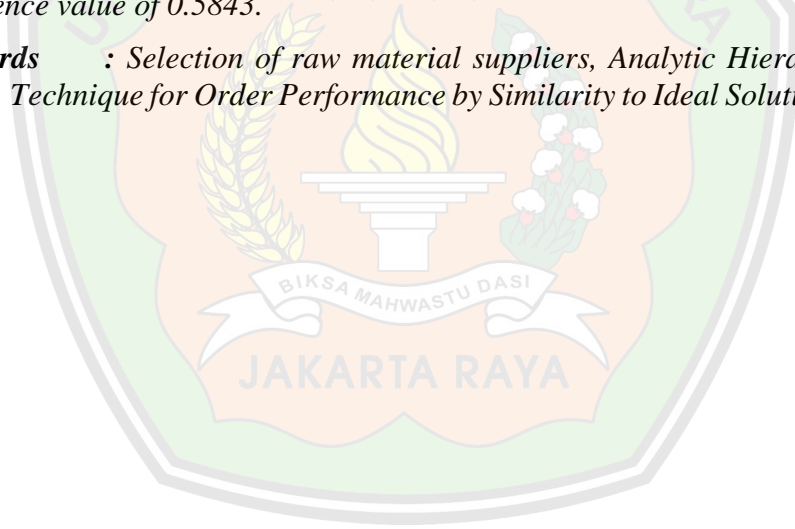 ence value of 0.5843.
rds : Selection of raw material suppliers, Analytic Hiera
Technique for Order Performance by Similarity to Ideal Soluti
BIKSA MAHWASTU DASI
JAKARTA RAYA